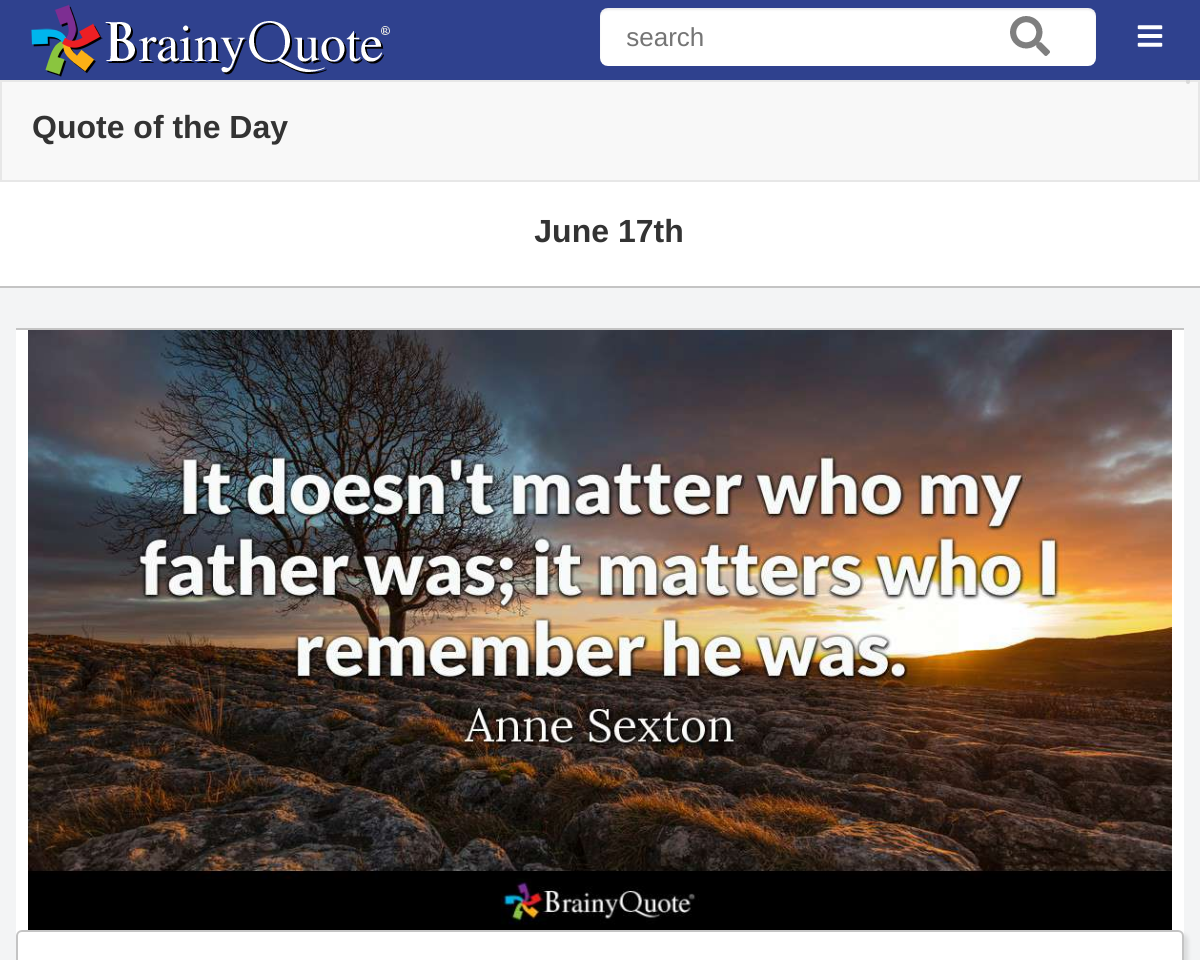 BrainyQuote®
search
Quote of the Day
June 17th
It doesn't matter who my
father was; it matters who I
remember he was.
Anne Sexton
BrainyQuote®